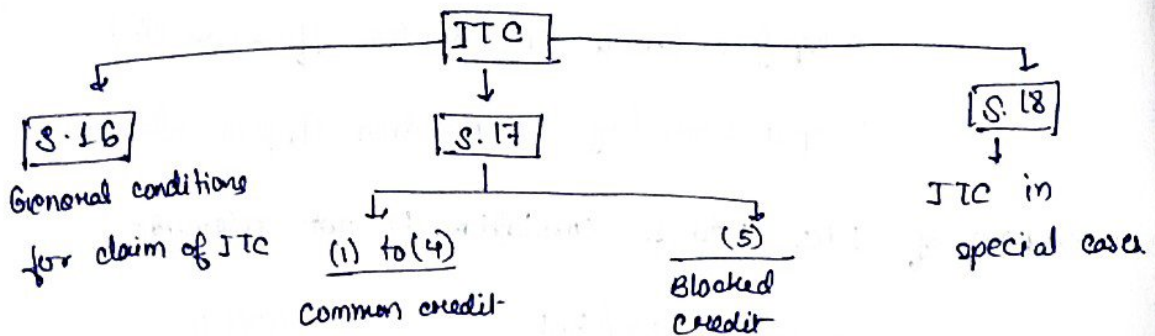 ITC
S.16
General conditions
for claim of ITC
S.17
(1) to (4)
Common credit
(5)
Blocked
credit
S.18
ITC in
special cases